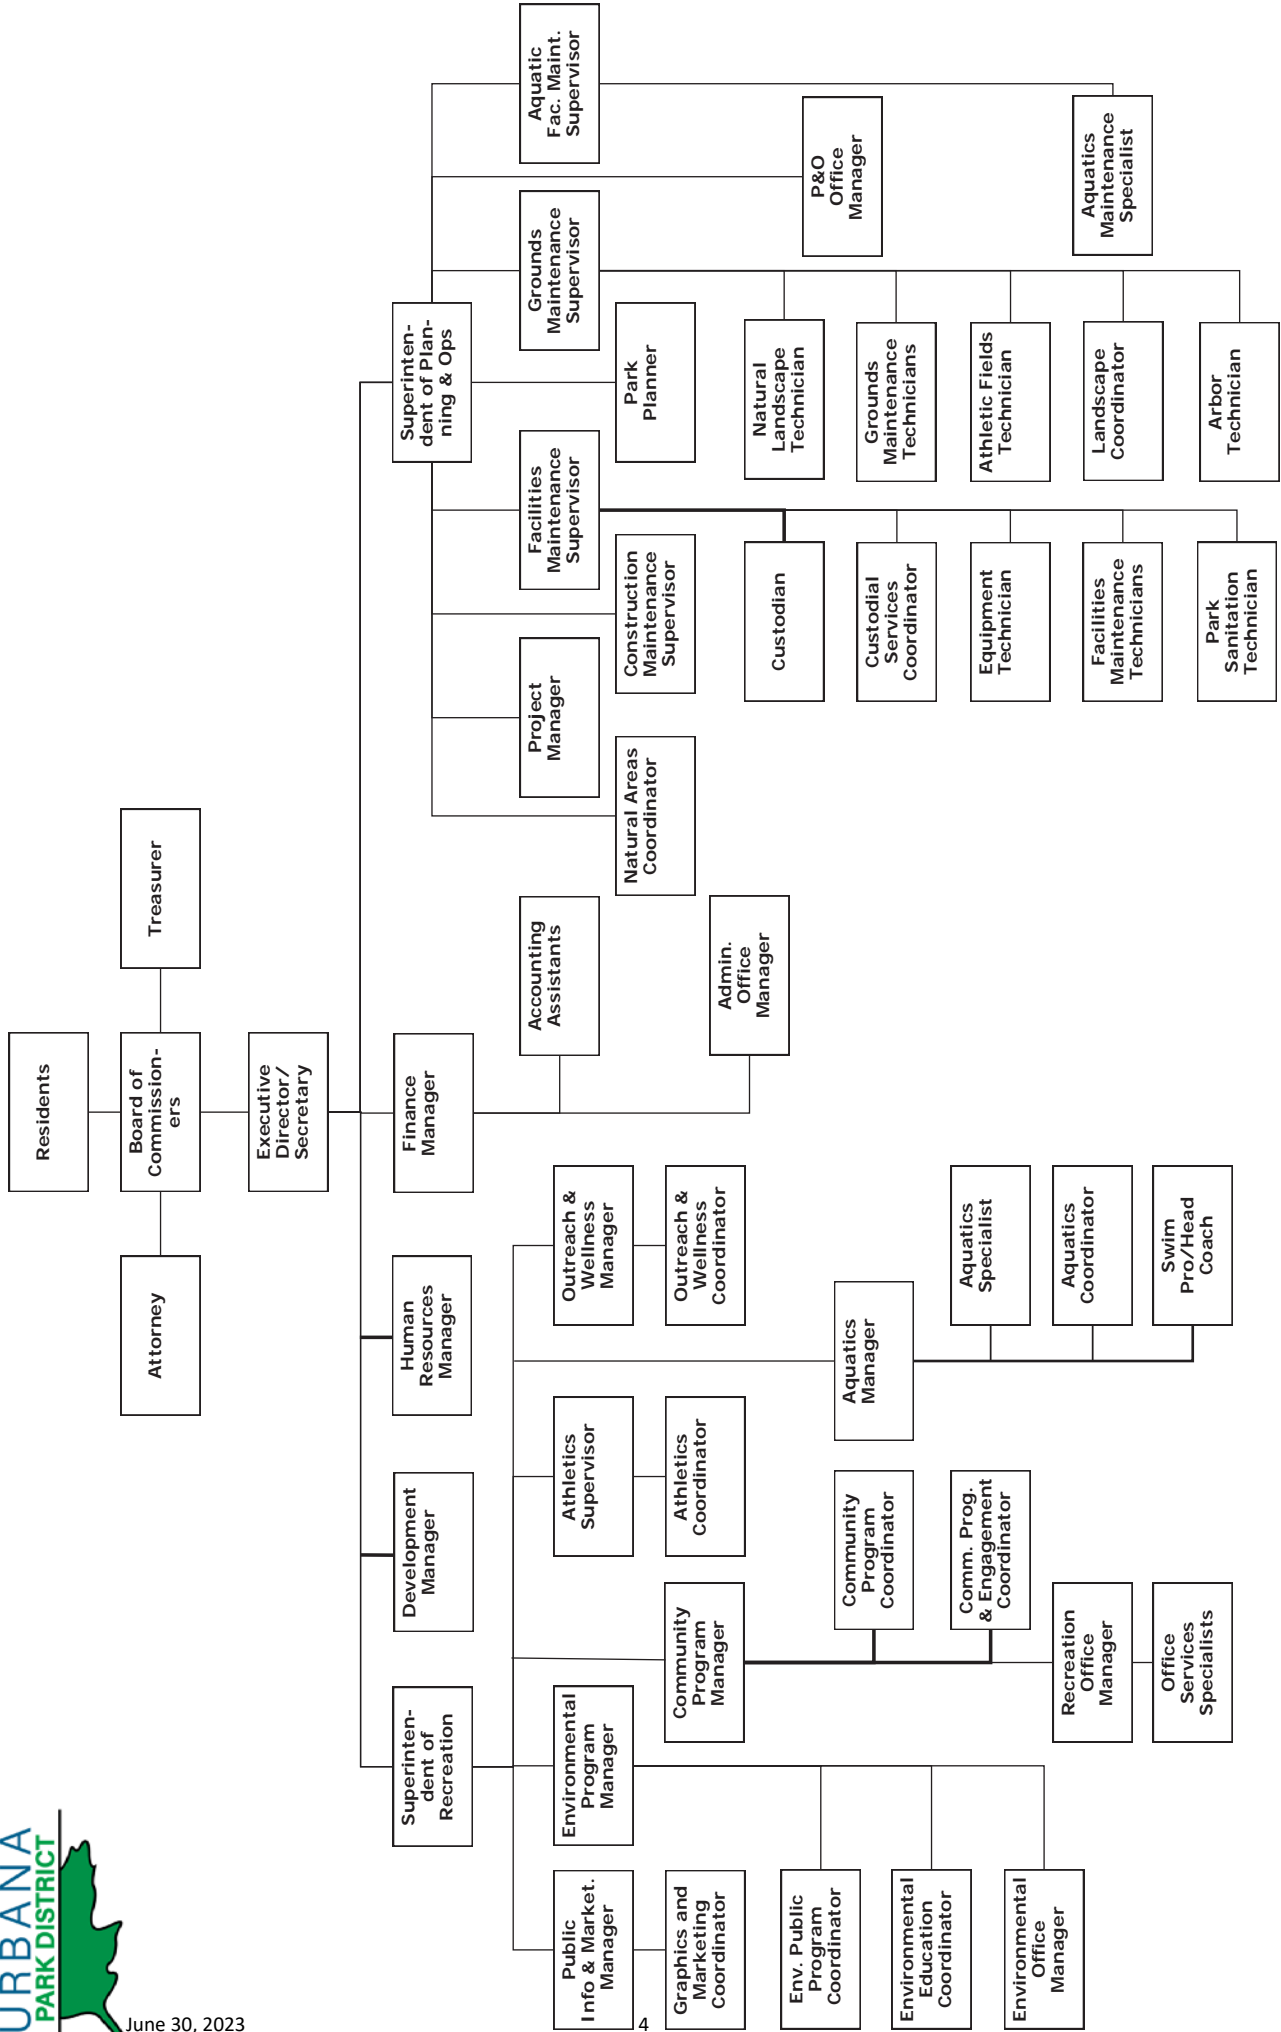 URBANA
PARK DISTRICT
Residents
Attorney
Board of
Commission-
ers
Treasurer
Executive
Director/
Secretary
Superinten-
dent of
Recreation
Development
Manager
Human
Resources
Manager
Finance
Manager
Superinten-
dent of Plan-
ning & Ops
Public
Info & Market.
Manager
Environmental
Program
Manager
Athletics
Supervisor
Outreach &
Wellness
Manager
Accounting
Assistants
Project
Manager
Facilities
Maintenance
Supervisor
Grounds
Maintenance
Supervisor
Aquatic
Fac. Maint.
Supervisor
Graphics and
Marketing
Coordinator
Community
Program
Manager
Athletics
Coordinator
Outreach &
Wellness
Coordinator
Admin.
Office
Manager
Natural Areas
Coordinator
Construction
Maintenance
Supervisor
Park
Planner
Env. Public
Program
Coordinator
Community
Program
Coordinator
Aquatics
Manager
Custodian
Natural
Landscape
Technician
P&O
Office
Manager
Environmental
Education
Coordinator
Comm. Prog.
& Engagement
Coordinator
Aquatics
Specialist
Custodial
Services
Coordinator
Grounds
Maintenance
Technicians
Environmental
Office
Manager
Recreation
Office
Manager
Aquatics
Coordinator
Equipment
Technician
Athletic Fields
Technician
Aquatics
Maintenance
Specialist
Office
Services
Specialists
Swim
Pro/Head
Coach
Facilities
Maintenance
Technicians
Landscape
Coordinator
Park
Sanitation
Technician
Arbor
Technician
June 30, 2023
4